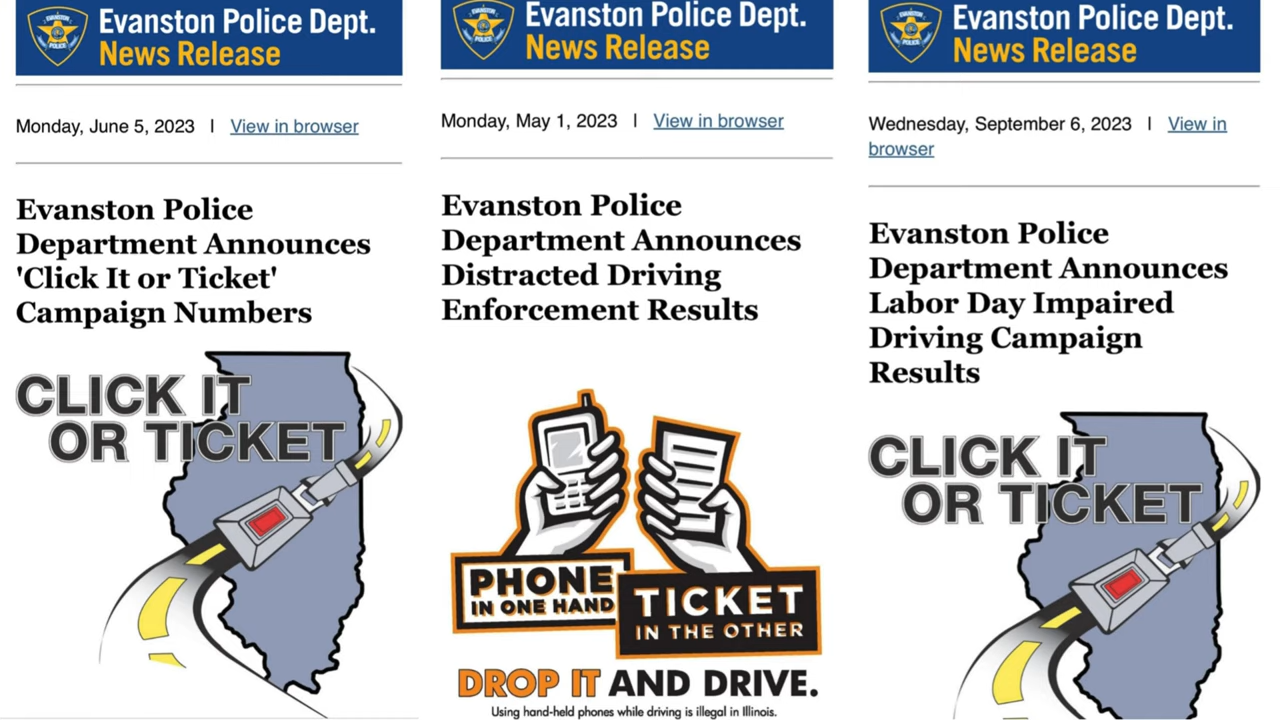 Evanston Police Dept.
News Release
Monday, June 5, 2023 | View in browser
Evanston Police
Department Announces
'Click It or Ticket'
Campaign Numbers
CLICK IT
OR TICKET
Evanston Police Dept.
News Release
Monday, May 1, 2023 | View in browser
Evanston Police
Department Announces
Distracted Driving
Enforcement Results
PHONE
IN ONE HAND
TICKET
IN THE OTHER
DROP IT AND DRIVE.
Using hand-held phones while driving is illegal in Illinois.
Evanston Police Dept.
News Release
Wednesday, September 6, 2023 | View in
browser
Evanston Police
Department Announces
Labor Day Impaired
Driving Campaign
Results
CLICK IT
OR TICKET